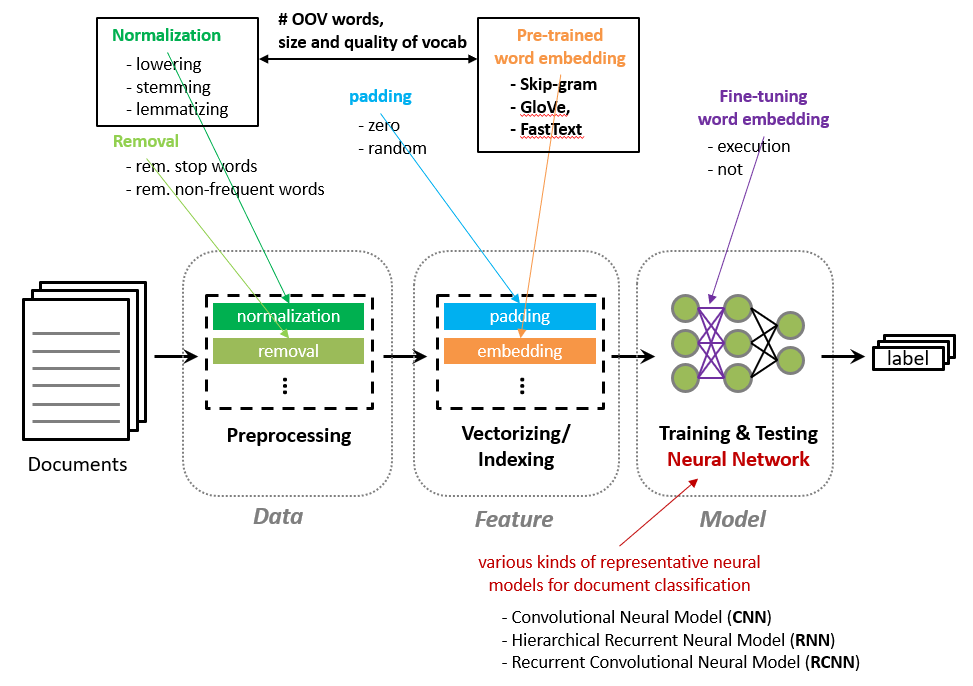 # OOV words,
size and quality of vocab
Normalization
- lowering
- stemming
- lemmatizing
Pre-trained
word embedding
- Skip-gram
- GloVe,
- FastText
padding
- zero
- random
Fine-tuning
word embedding
- execution
- not
Removal
- rem. stop words
- rem. non-frequent words
normalization
removal
Preprocessing
padding
embedding
Vectorizing/
Indexing
Training & Testing
Neural Network
label
Documents
Data
Feature
Model
various kinds of representative neural
models for document classification
- Convolutional Neural Model (CNN)
- Hierarchical Recurrent Neural Model (RNN)
- Recurrent Convolutional Neural Model (RCNN)